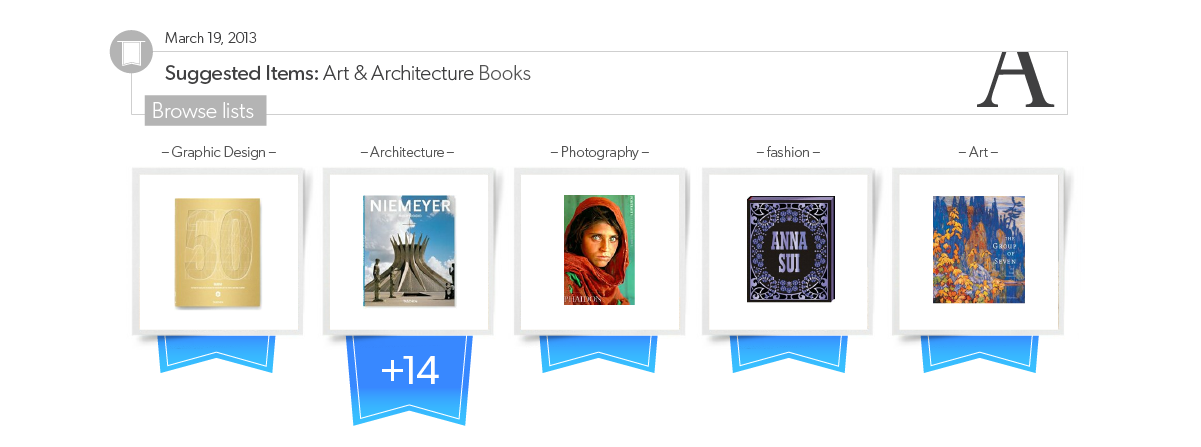 March 19, 2013
Suggested Items: Art & Architecture Books
A
Browse lists
– Graphic Design –
– Architecture –
– Photography –
– fashion –
– Art –
50
NIEMEYER
PHAIDON
ANNA
SUI
THE
GROUP
OF
SEVEN
+14